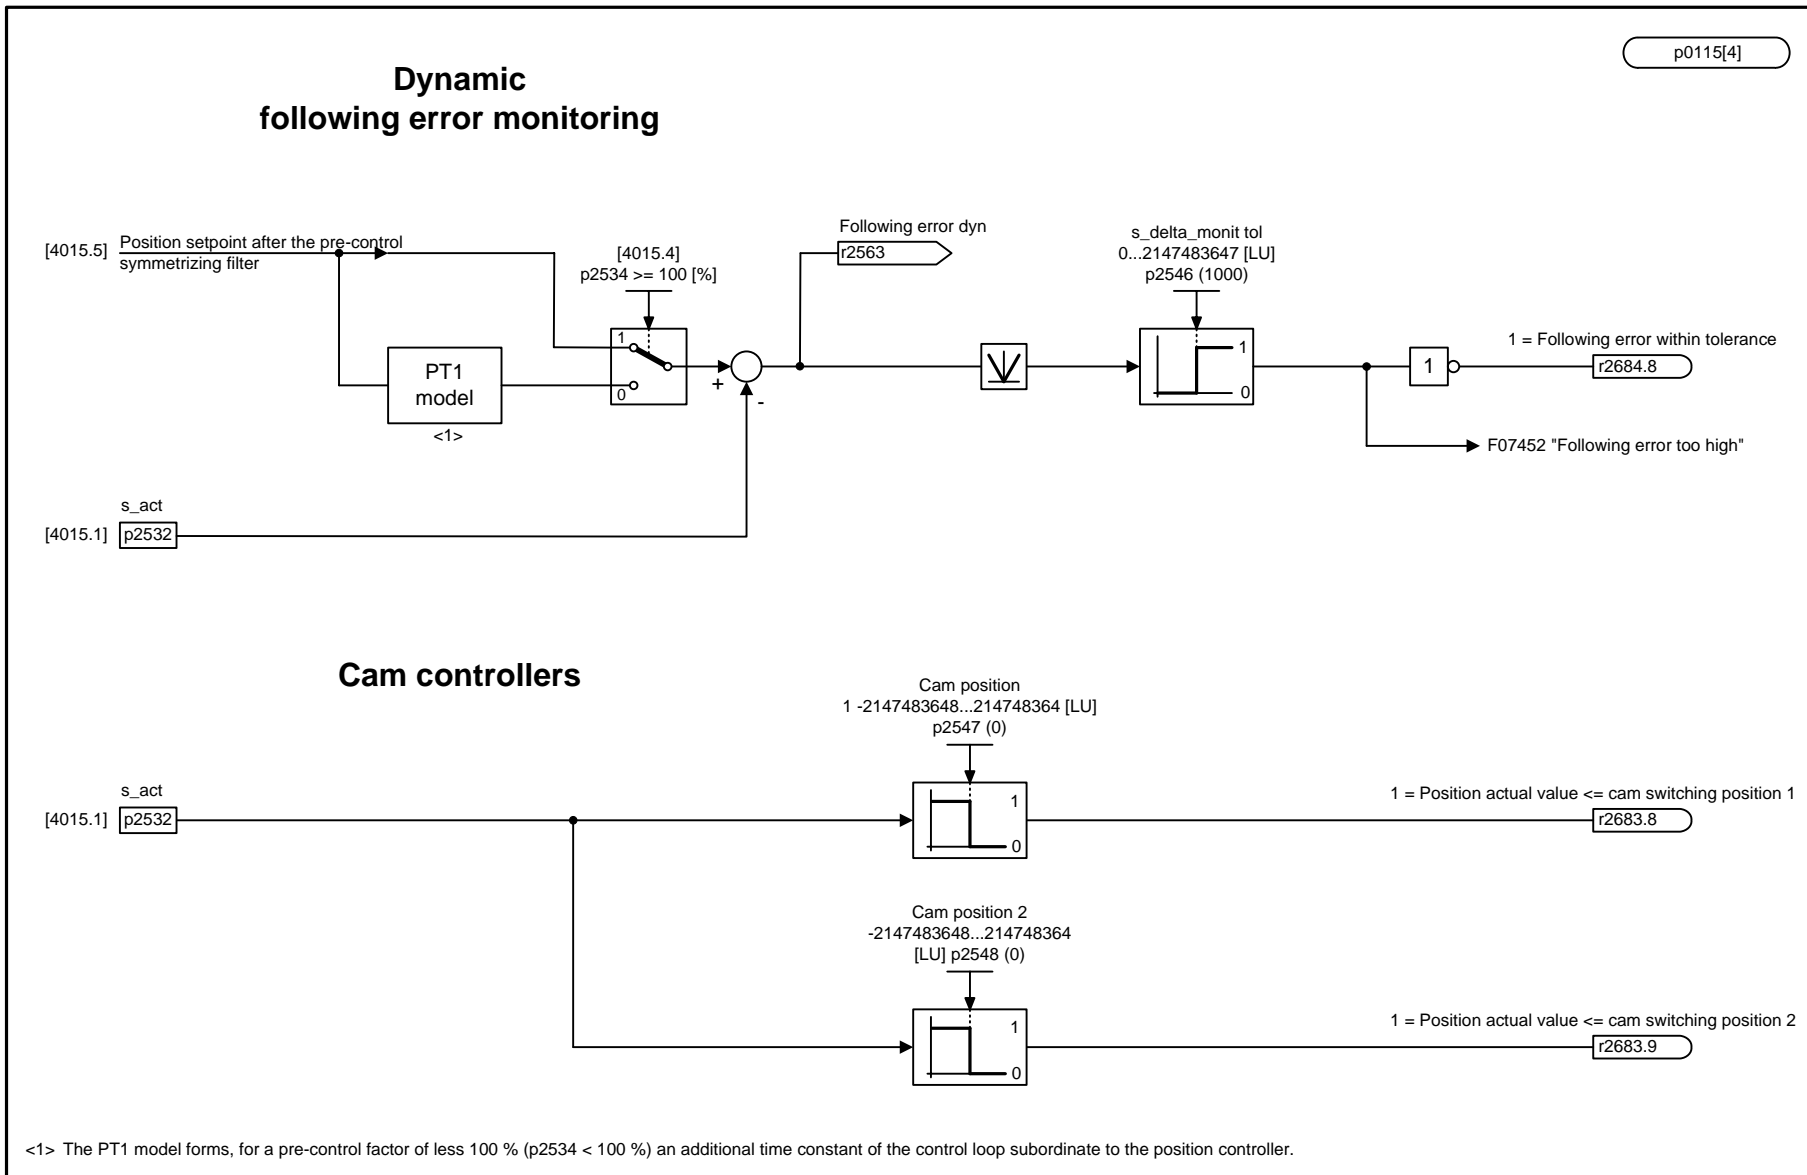 p0115[4]
Dynamic
following error monitoring
[4015.5]
Position setpoint after the pre-control
symmetrizing filter
[4015.4]
p2534 >= 100 [%]
Following error dyn
r2563
s_delta_monit tol
0...2147483647 [LU]
p2546 (1000)
PT1
model
<1>
1
0
+
-
1
0
1
1 = Following error within tolerance
r2684.8
F07452 "Following error too high"
s_act
[4015.1]
p2532
Cam controllers
Cam position
1 -2147483648...214748364 [LU]
p2547 (0)
s_act
[4015.1]
p2532
1
0
1 = Position actual value <= cam switching position 1
r2683.8
Cam position 2
-2147483648...214748364
[LU] p2548 (0)
1
0
1 = Position actual value <= cam switching position 2
r2683.9
<1> The PT1 model forms, for a pre-control factor of less 100 % (p2534 < 100 %) an additional time constant of the control loop subordinate to the position controller.